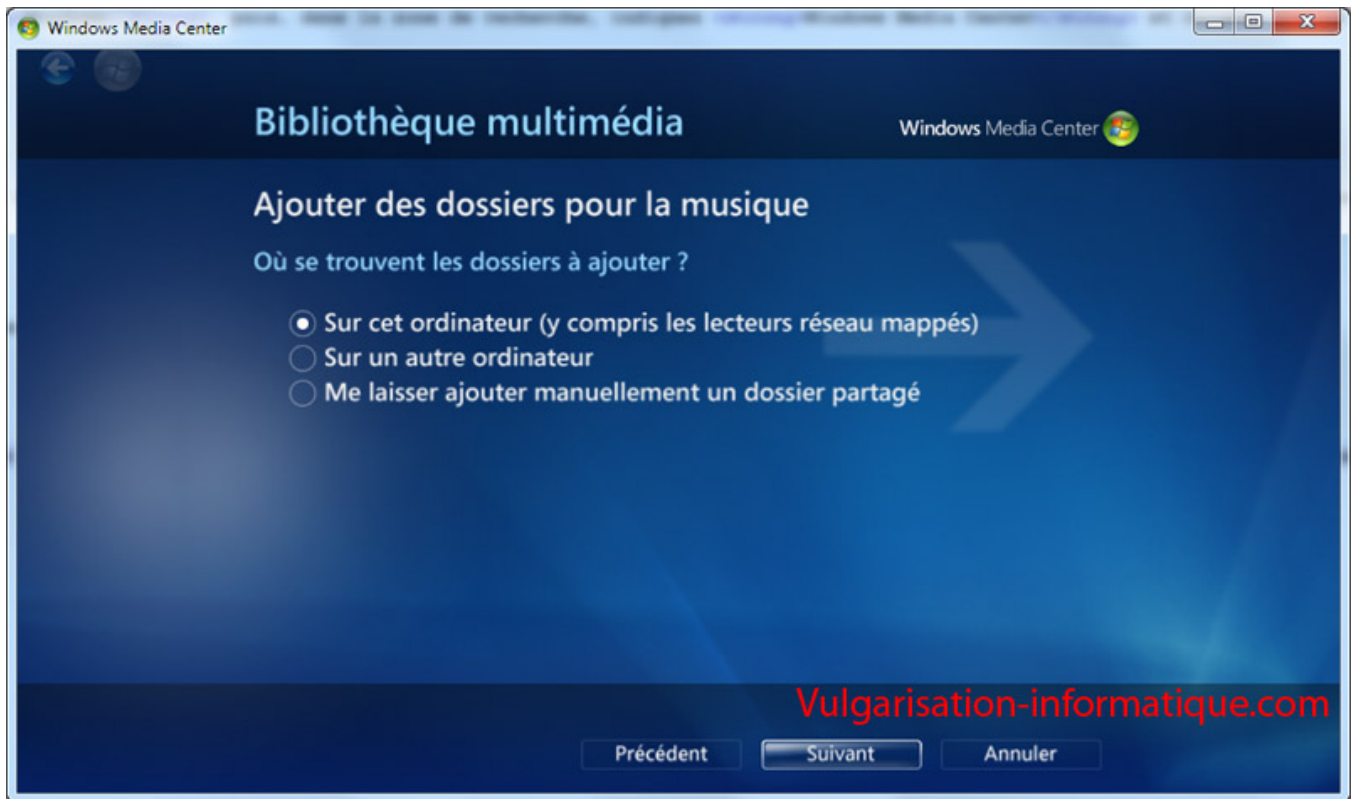 Windows Media Center
Bibliothèque multimédia
Windows Media Center
Ajouter des dossiers pour la musique
Où se trouvent les dossiers à ajouter ?
Sur cet ordinateur (y compris les lecteurs réseau mappés)
Sur un autre ordinateur
Me laisser ajouter manuellement un dossier partagé
Vulgarisation-informatique.com
Précédent Suivant Annuler